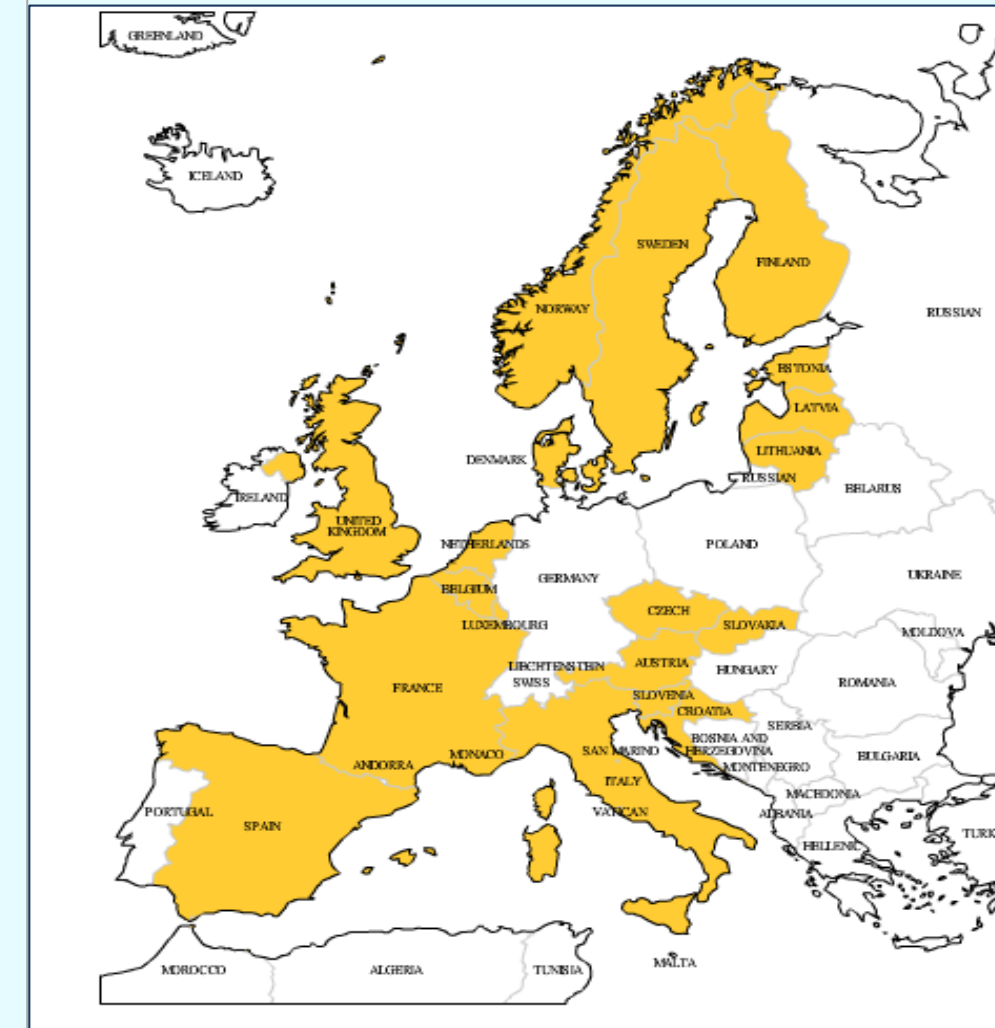 GREENLAND
ICELAND
SWEDEN
FINLAND
NORWAY
RUSSIAN
ESTONIA
LATVIA
LITHUANIA
DENMARK
RUSSIAN
BELARUS
IRELAND
UNITED
KINGDOM
NETHERLANDS
POLAND
GERMANY
UKRAINE
BELGIUM
CZECH
LUXEMBOURG
SLOVAKIA
MOLDOVA
LIECHTENSTEIN
AUSTRIA
HUNGARY
SWISS
ROMANIA
FRANCE
SLOVENIA
CROATIA
SERBIA
BOSNIA AND
HERZEGOVINA
SAN MARINO
MONACO
BULGARIA
ANDORRA
MONTENEGRO
ITALY
MACEDONIA
PORTUGAL
VATICAN
ALBANIA
SPAIN
TURK
HELLENIC
MALTA
MOROCCO
ALGERIA
TUNISIA